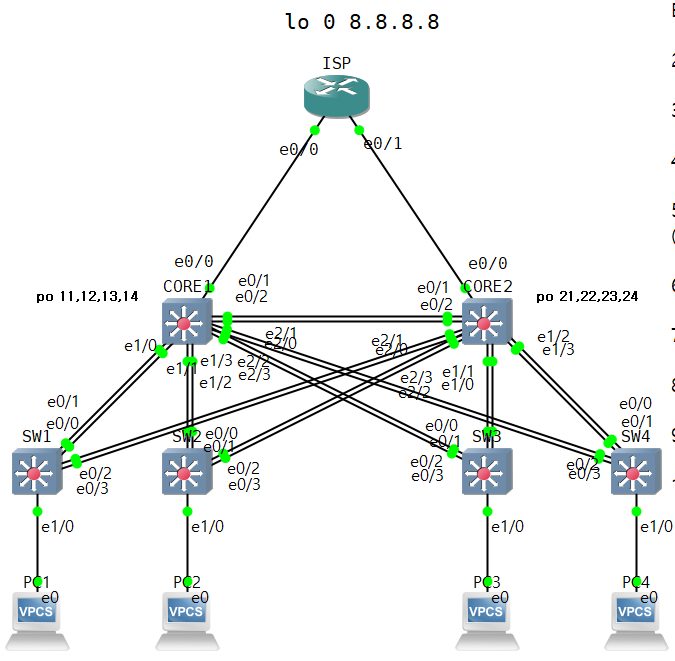 lo 0 8.8.8.8
ISP
e0/0
e0/1
e0/0
e0/0
CORE1
CORE2
po 11,12,13,14
po 21,22,23,24
e0/1
e0/2
e0/1
e0/2
e1/0
e1/3
e1/2
e2/1
e2/0
e2/2
e2/3
e2/1
e2/0
e2/3
e2/2
e1/1
e1/0
e1/2
e1/3
e0/1
e0/0
SW1
e0/2
e0/3
SW2
e0/0
e0/1
e0/2
e0/3
e0/0
e0/1
SW3
e0/2
e0/3
e0/0
e0/1
SW4
e0/2
e0/3
e1/0
e1/0
e1/0
e1/0
PC1
e0
VPCS
PC2
e0
VPCS
PC3
e0
VPCS
PC4
e0
VPCS